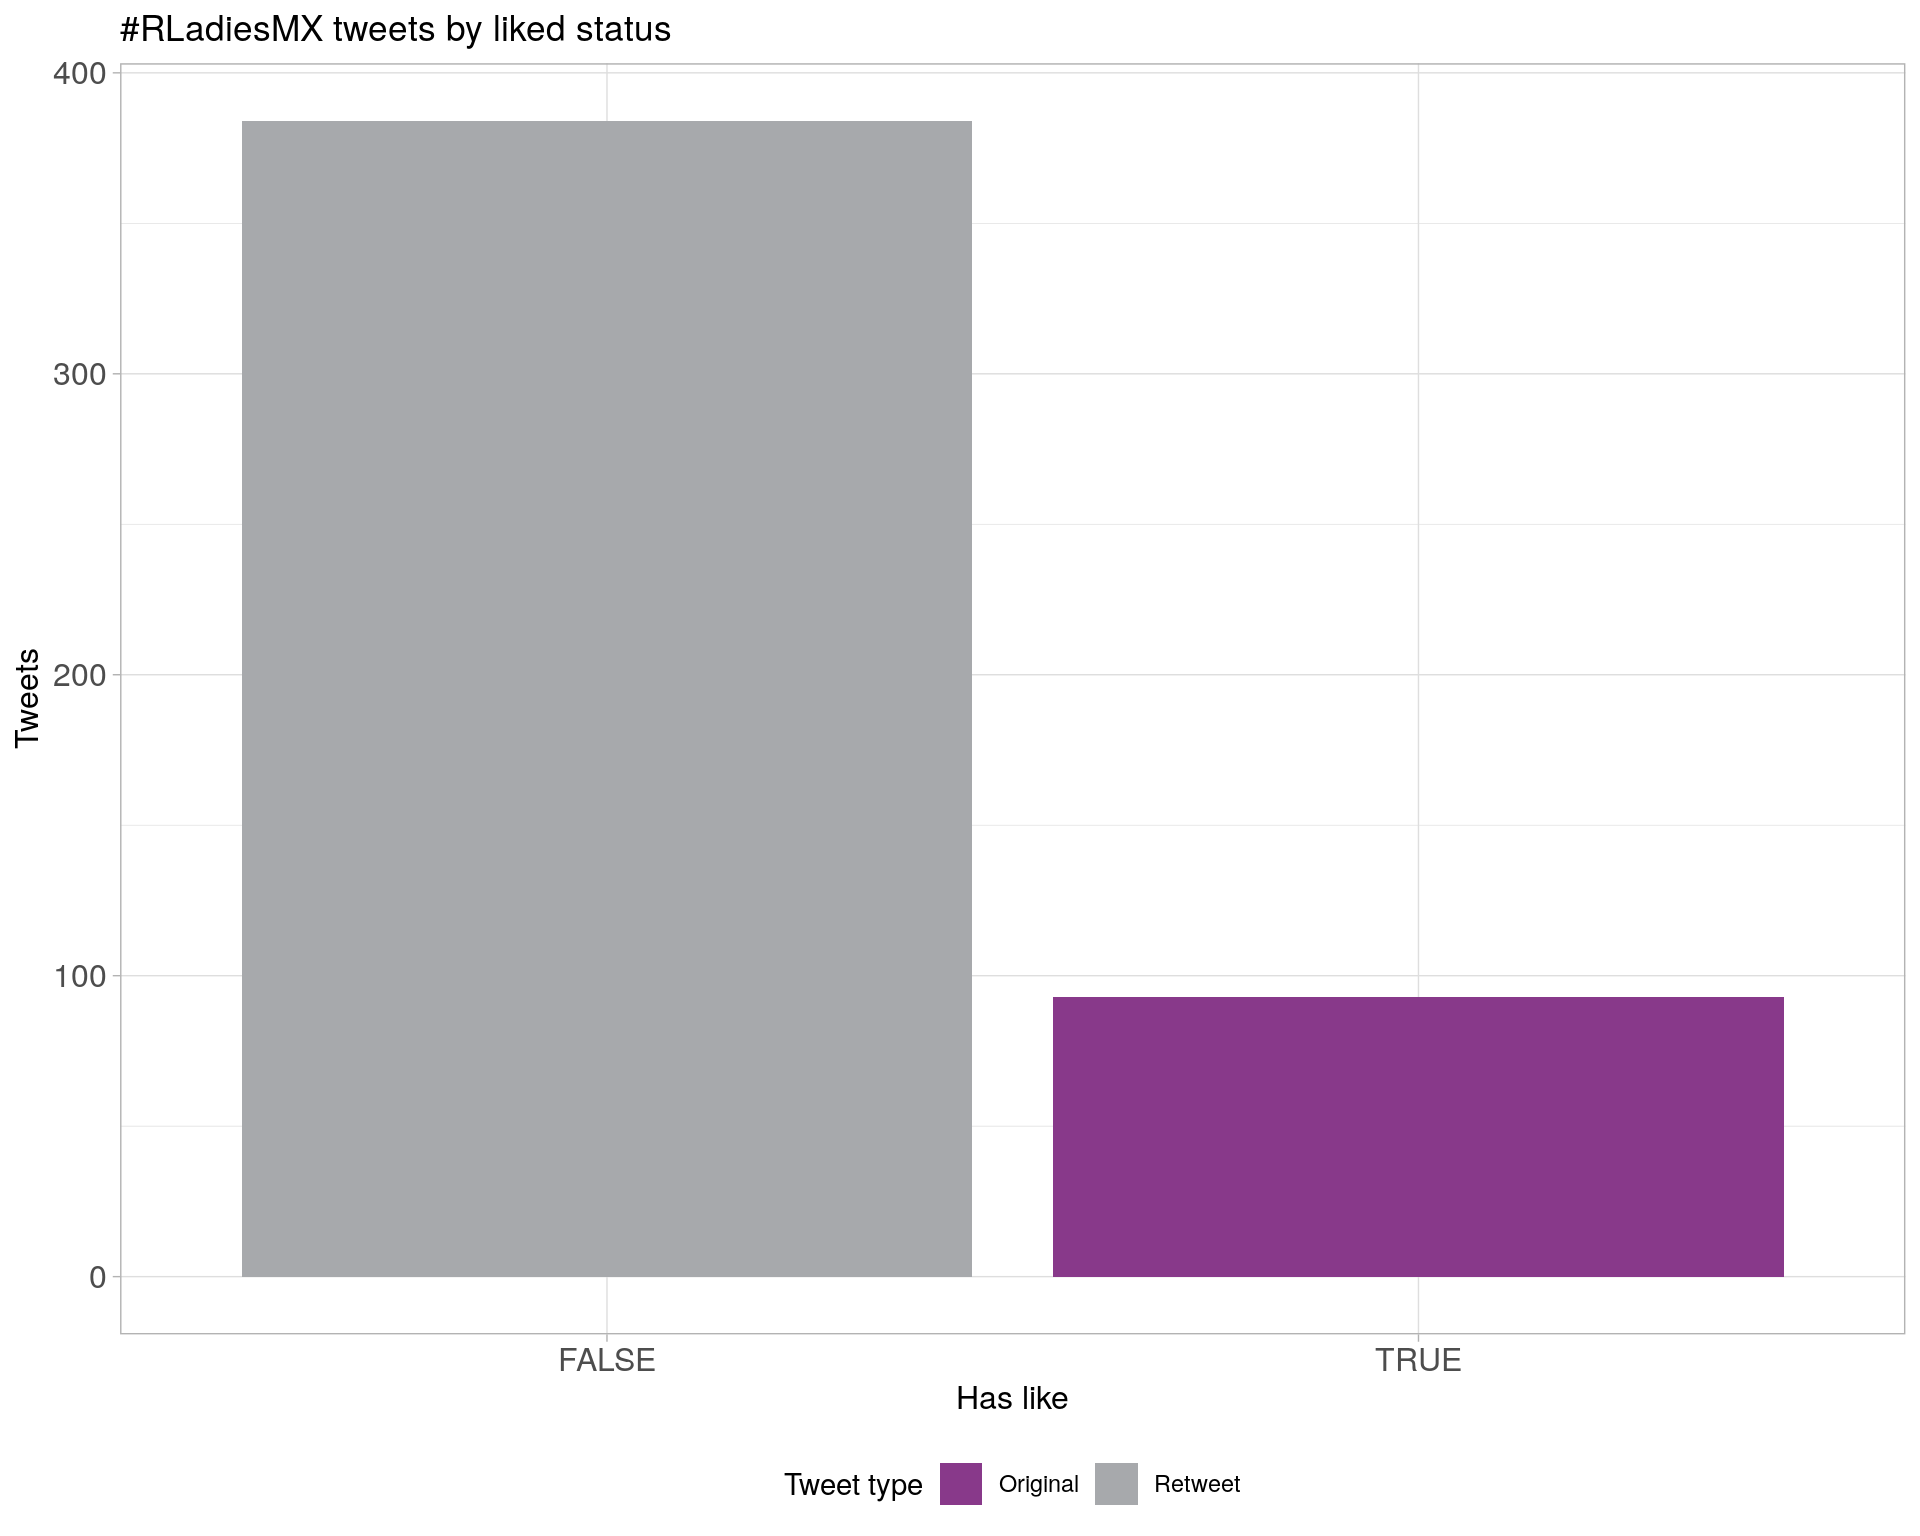 #RLadiesMX tweets by liked status
400
300
200
100
0
Tweets
FALSE TRUE
Has like
Tweet type Original Retweet